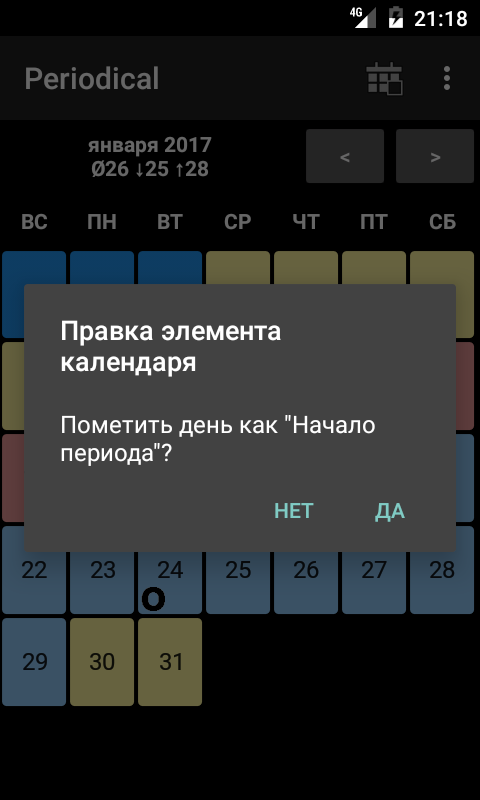 4G 21:18
Periodical
января 2017
Ø26 ↓25 ↑28
< >
ВС ПН ВТ СР ЧТ ПТ СБ
Правка элемента
календаря
Пометить день как "Начало
периода"?
НЕТ ДА
22 23 24 25 26 27 28
O
29 30 31